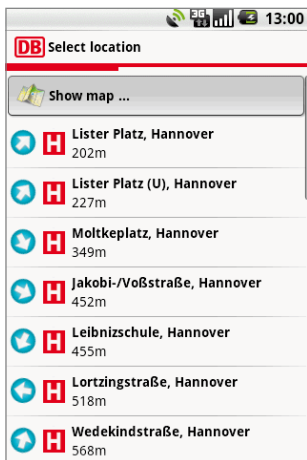 3G 13:00
DB Select location
Show map ...
H Lister Platz, Hannover
202m
H Lister Platz (U), Hannover
227m
H Moltkeplatz, Hannover
349m
H Jakobi-/Voßstraße, Hannover
452m
H Leibnizschule, Hannover
455m
H Lortzingstraße, Hannover
518m
H Wedekindstraße, Hannover
568m